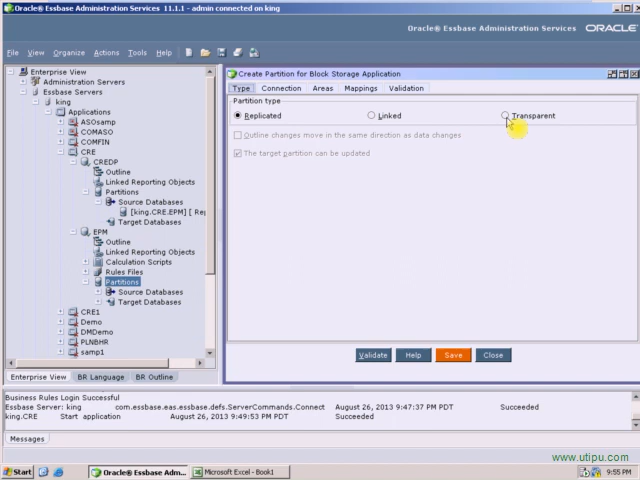 Oracle® Essbase Administration Services 11.1.1 - admin connected on king
Oracle® Essbase Administration Services ORACLE
File View Organize Actions Tools Help
Enterprise View
Administration Servers
Essbase Servers
king
Applications
ASOsamp
COMASO
COMFIN
CRE
CREDP
Outline
Linked Reporting Objects
Partitions
Source Databases
[king.CRE.EPM] [ Rep
Target Databases
EPM
Outline
Linked Reporting Objects
Calculation Scripts
Rules Files
Partitions
Source Databases
Target Databases
CRE1
Demo
DMDemo
PLNBHR
samp1
Enterprise View BR Language BR Outline
Create Partition for Block Storage Application
Type Connection Areas Mappings Validation
Partition type
Replicated Linked Transparent
Outline changes move in the same direction as data changes
The target partition can be updated
Validate Help Save Close
Business Rules Login Successful
Essbase Server: king com.essbase.eas.essbase.defs.ServerCommands.Connect August 26, 2013 9:47:37 PM PDT Succeeded
king.CRE Start application August 26, 2013 9:49:53 PM PDT Succeeded
Messages
www.utipu.com
Start Oracle® Essbase Adm... Microsoft Excel - Book1 9:55 PM